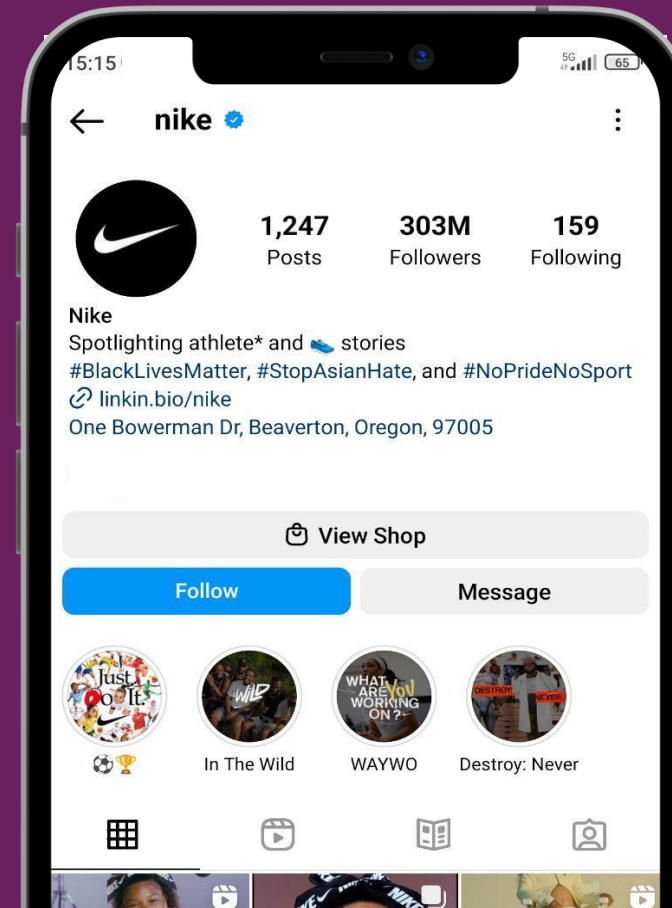 15:15
5G
65
nike
1,247 303M 159
Posts Followers Following
Nike
Spotlighting athlete* and 👟 stories
#BlackLivesMatter, #StopAsianHate, and #NoPrideNoSport
linkin.bio/nike
One Bowerman Dr, Beaverton, Oregon, 97005
View Shop
Follow Message
Just
Do It.
WILD
WHAT
ARE YOU
WORKING
ON?
DESTROY NEVER
⚽🏆 In The Wild WAYWO Destroy: Never
NIKE